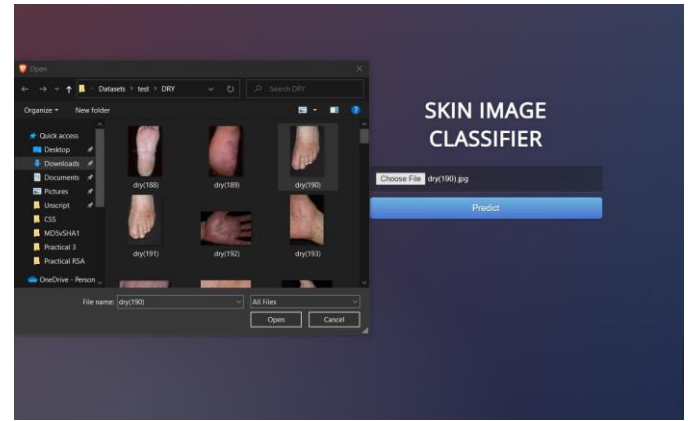 Open
Datasets › test › DRY
Search DRY
Organize
New folder
Quick access
Desktop
Downloads
Documents
Pictures
Unscript
CSS
MD5vSHA1
Practical 3
Practical RSA
OneDrive - Person
dry(188)
dry(189)
dry(190)
dry(191)
dry(192)
dry(193)
File name:
dry(190)
All Files
Open
Cancel
SKIN IMAGE
CLASSIFIER
Choose File dry(190).jpg
Predict